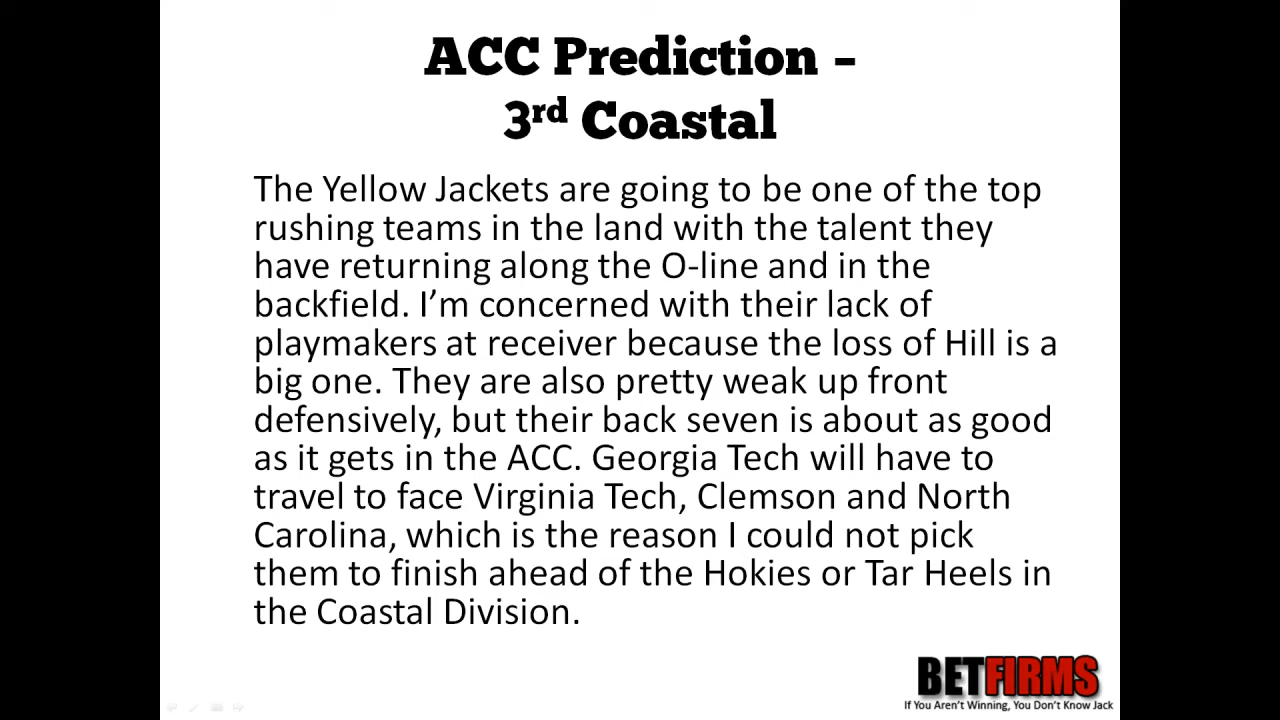 ACC Prediction –
3rd Coastal
The Yellow Jackets are going to be one of the top
rushing teams in the land with the talent they
have returning along the O-line and in the
backfield. I’m concerned with their lack of
playmakers at receiver because the loss of Hill is a
big one. They are also pretty weak up front
defensively, but their back seven is about as good
as it gets in the ACC. Georgia Tech will have to
travel to face Virginia Tech, Clemson and North
Carolina, which is the reason I could not pick
them to finish ahead of the Hokies or Tar Heels in
the Coastal Division.
BETFIRMS
If You Aren't Winning, You Don't Know Jack